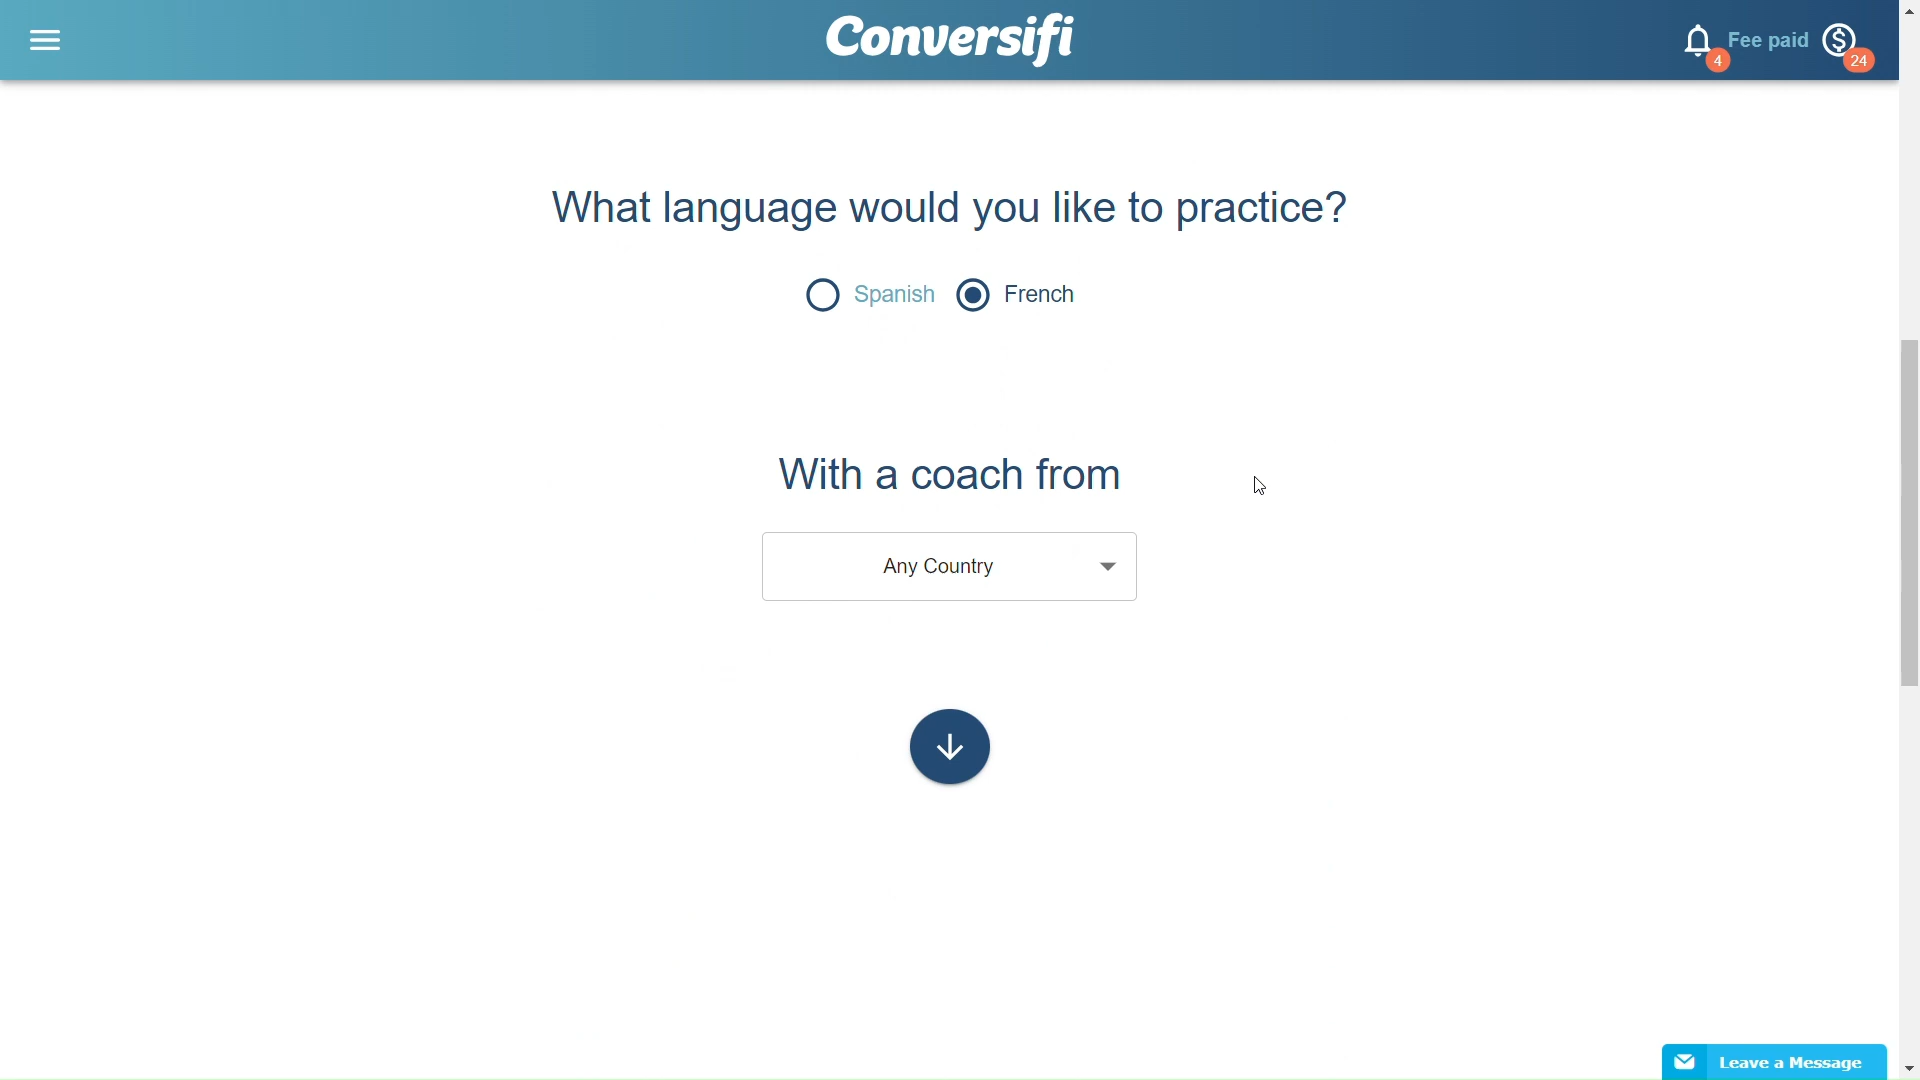 Conversifi
Fee paid
4
24
What language would you like to practice?
Spanish
French
With a coach from
Any Country
Leave a Message